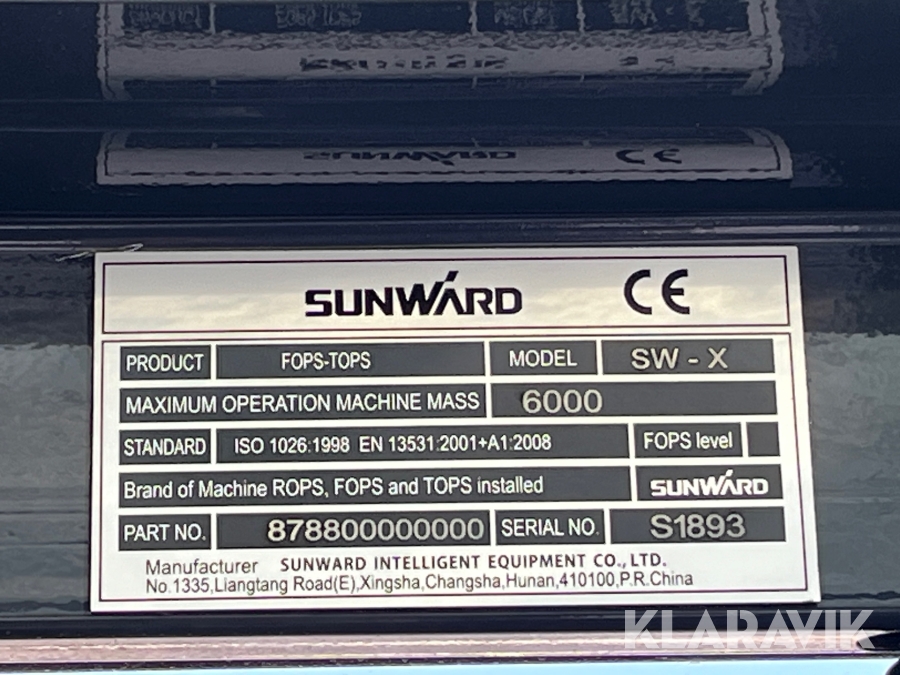 SUNWARD CE
PRODUCT FOPS-TOPS MODEL SW - X
MAXIMUM OPERATION MACHINE MASS 6000
STANDARD ISO 1026:1998 EN 13531:2001+A1:2008 FOPS level
Brand of Machine ROPS, FOPS and TOPS installed SUNWARD
PART NO. 878800000000 SERIAL NO. S1893
Manufacturer SUNWARD INTELLIGENT EQUIPMENT CO., LTD.
No.1335,Liangtang Road(E),Xingsha,Changsha,Hunan,410100,P.R.China
KLARAVIK